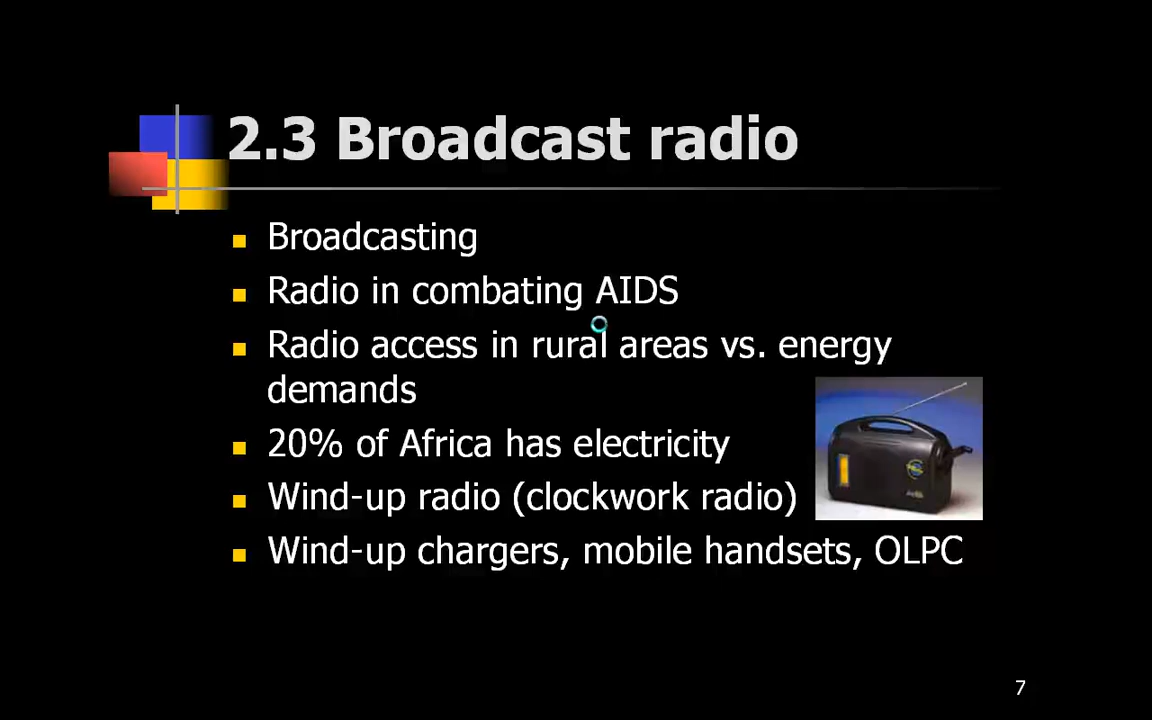 2.3 Broadcast radio
Broadcasting
Radio in combating AIDS
Radio access in rural areas vs. energy
demands
20% of Africa has electricity
Wind-up radio (clockwork radio)
Wind-up chargers, mobile handsets, OLPC
7